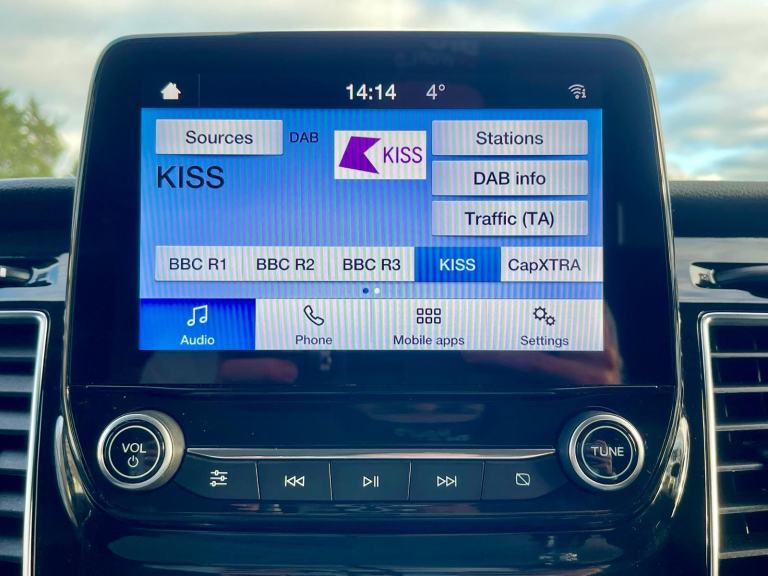 14:14 4°
Sources DAB KISS Stations
KISS DAB info
Traffic (TA)
BBC R1 BBC R2 BBC R3 KISS CapXTRA
Audio Phone Mobile apps Settings
VOL TUNE